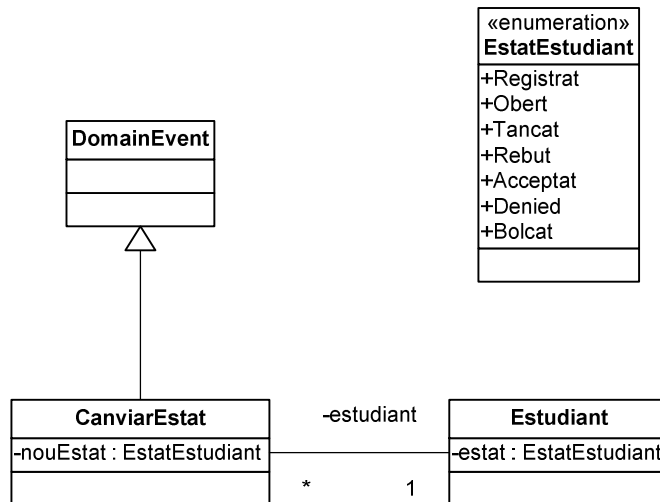 «enumeration»
EstatEstudiant
+Registrat
+Obert
+Tancat
+Rebut
+Acceptat
+Denied
+Bolcat
DomainEvent
CanviarEstat
-nouEstat : EstatEstudiant
-estudiant
* 1
Estudiant
-estat : EstatEstudiant